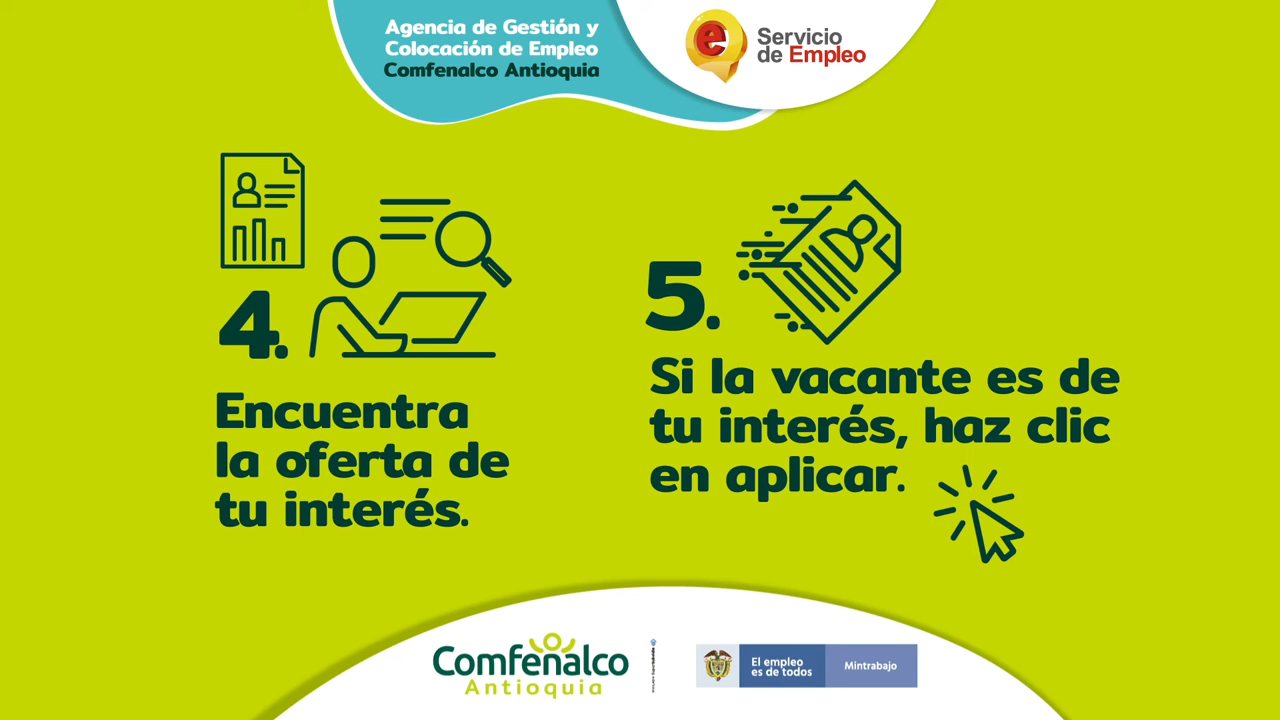 Agencia de Gestión y
Colocación de Empleo
Comfenalco Antioquia
e Servicio
de Empleo
4.
Encuentra
la oferta de
tu interés.
5.
Si la vacante es de
tu interés, haz clic
en aplicar.
Comfenalco
Antioquia
El empleo
es de todos
Mintrabajo